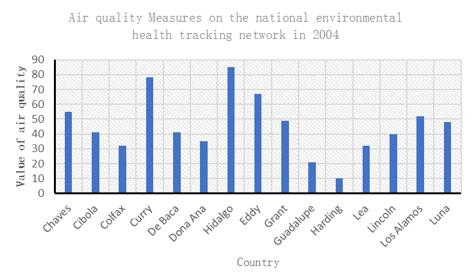 Air quality Measures on the national environmental
health tracking network in 2004
Value of air quality
90
80
70
60
50
40
30
20
10
0
Chaves
Cibola
Colfax
Curry
De Baca
Dona Ana
Hidalgo
Eddy
Grant
Guadalupe
Harding
Lea
Lincoln
Los Alamos
Luna
Country